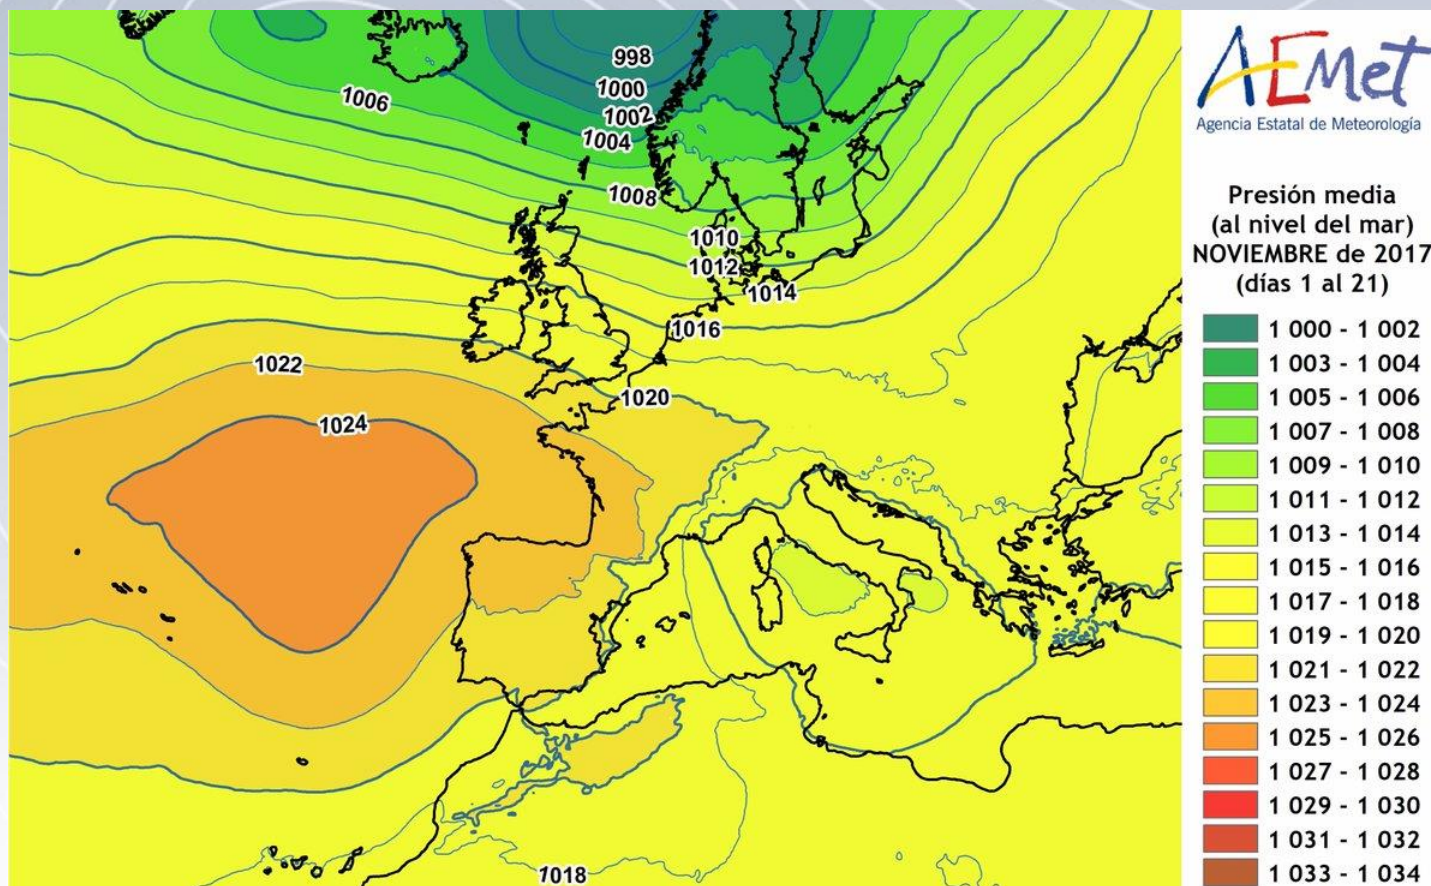 998
1000
1002
1004
1006
1008
1010
1012
1014
1016
1020
1022
1024
1018
AEMet
Agencia Estatal de Meteorología
Presión media
(al nivel del mar)
NOVIEMBRE de 2017
(días 1 al 21)
1 000 - 1 002
1 003 - 1 004
1 005 - 1 006
1 007 - 1 008
1 009 - 1 010
1 011 - 1 012
1 013 - 1 014
1 015 - 1 016
1 017 - 1 018
1 019 - 1 020
1 021 - 1 022
1 023 - 1 024
1 025 - 1 026
1 027 - 1 028
1 029 - 1 030
1 031 - 1 032
1 033 - 1 034